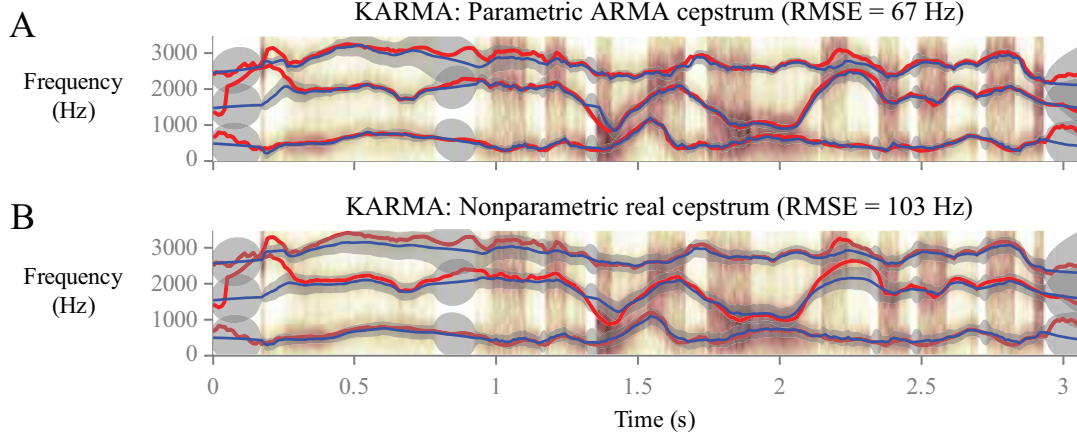 A
KARMA: Parametric ARMA cepstrum (RMSE = 67 Hz)
Frequency
(Hz)
3000
2000
1000
0
B
KARMA: Nonparametric real cepstrum (RMSE = 103 Hz)
Frequency
(Hz)
3000
2000
1000
0
0 0.5 1 1.5 2 2.5 3
Time (s)